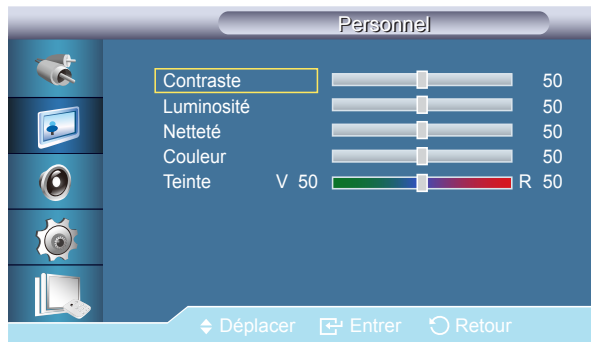 Personnel
Contraste 50
Luminosité 50
Netteté 50
Couleur 50
Teinte V 50 R 50
Déplacer Entrer Retour